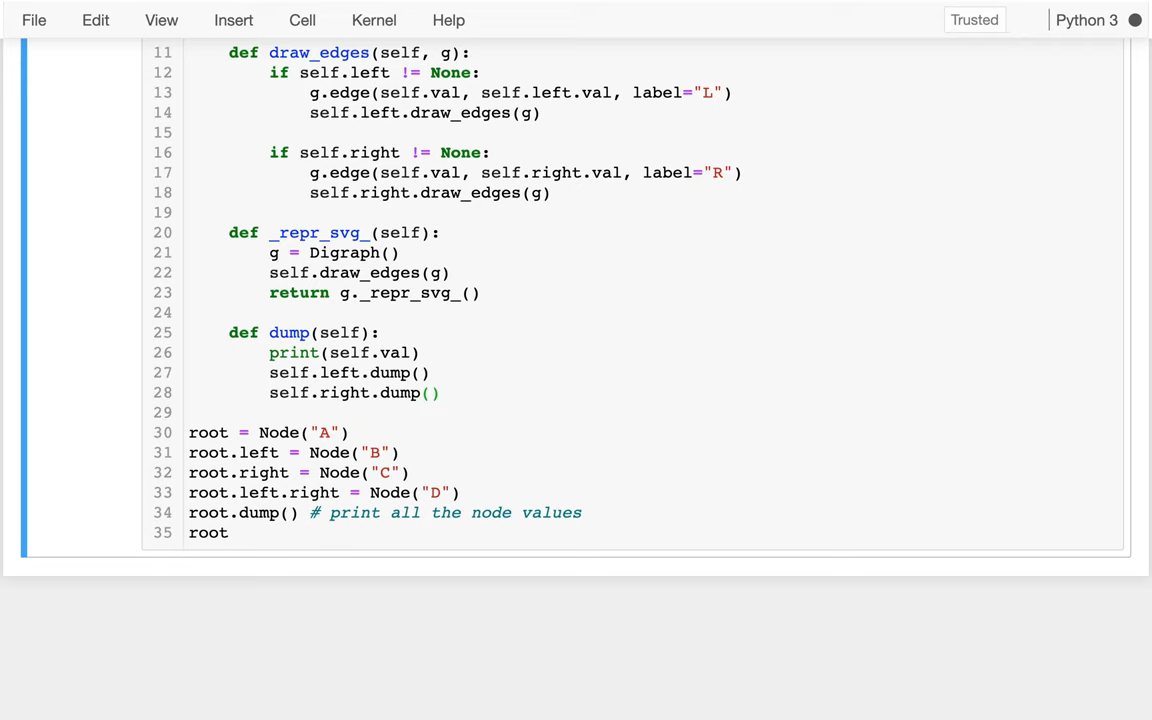 File Edit View Insert Cell Kernel Help Trusted Python 3
11 def draw_edges(self, g):
12 if self.left != None:
13 g.edge(self.val, self.left.val, label="L")
14 self.left.draw_edges(g)
15
16 if self.right != None:
17 g.edge(self.val, self.right.val, label="R")
18 self.right.draw_edges(g)
19
20 def _repr_svg_(self):
21 g = Digraph()
22 self.draw_edges(g)
23 return g._repr_svg_()
24
25 def dump(self):
26 print(self.val)
27 self.left.dump()
28 self.right.dump()
29
30 root = Node("A")
31 root.left = Node("B")
32 root.right = Node("C")
33 root.left.right = Node("D")
34 root.dump() # print all the node values
35 root